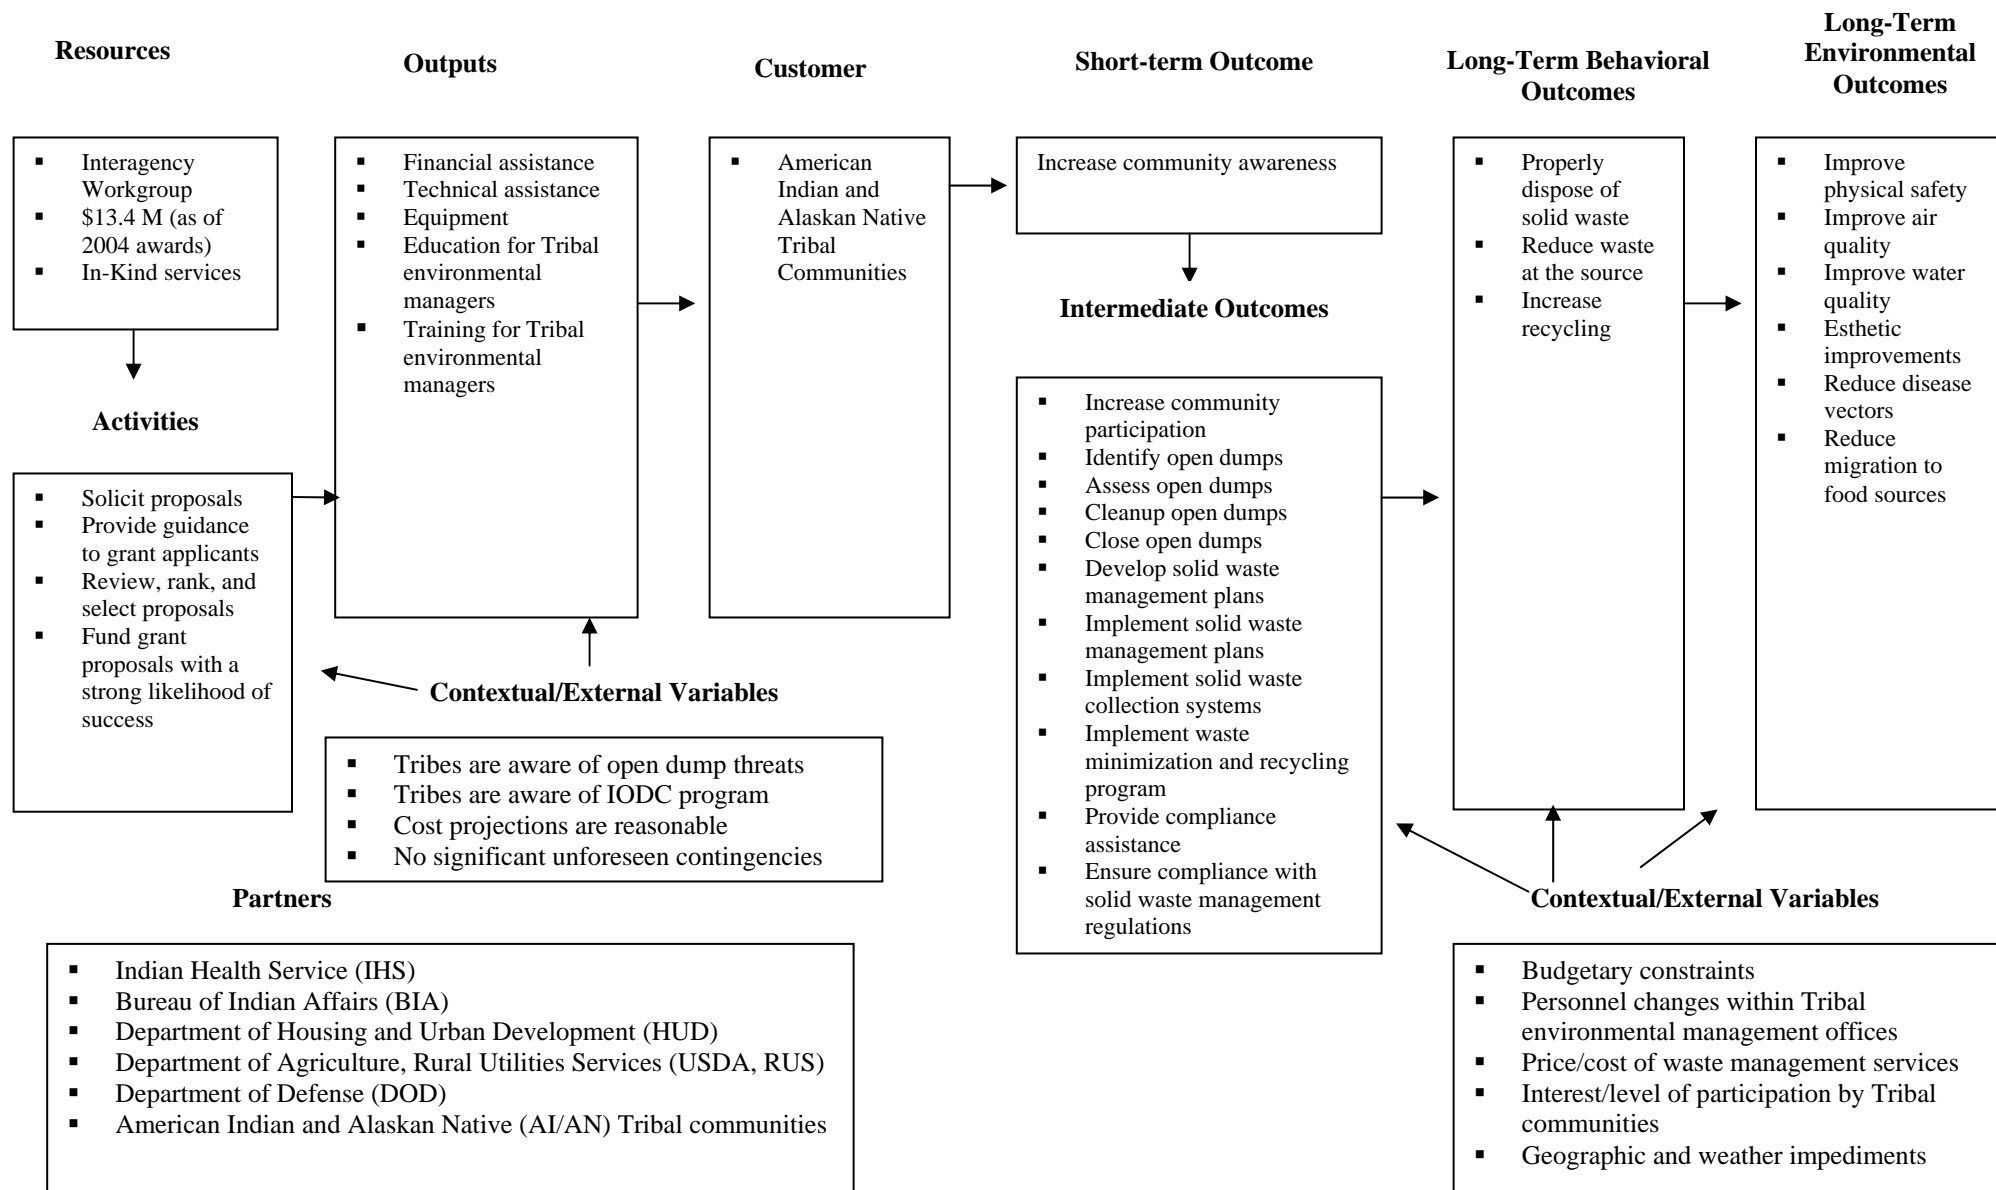 Resources
Interagency
Workgroup
$13.4 M (as of
2004 awards)
In-Kind services
Activities
Solicit proposals
Provide guidance
to grant applicants
Review, rank, and
select proposals
Fund grant
proposals with a
strong likelihood of
success
Outputs
Financial assistance
Technical assistance
Equipment
Education for Tribal
environmental
managers
Training for Tribal
environmental
managers
Customer
American
Indian and
Alaskan Native
Tribal
Communities
Contextual/External Variables
Tribes are aware of open dump threats
Tribes are aware of IODC program
Cost projections are reasonable
No significant unforeseen contingencies
Partners
Indian Health Service (IHS)
Bureau of Indian Affairs (BIA)
Department of Housing and Urban Development (HUD)
Department of Agriculture, Rural Utilities Services (USDA, RUS)
Department of Defense (DOD)
American Indian and Alaskan Native (AI/AN) Tribal communities
Short-term Outcome
Increase community awareness
Intermediate Outcomes
Increase community
participation
Identify open dumps
Assess open dumps
Cleanup open dumps
Close open dumps
Develop solid waste
management plans
Implement solid waste
management plans
Implement solid waste
collection systems
Implement waste
minimization and recycling
program
Provide compliance
assistance
Ensure compliance with
solid waste management
regulations
Long-Term Behavioral
Outcomes
Properly
dispose of
solid waste
Reduce waste
at the source
Increase
recycling
Long-Term
Environmental
Outcomes
Improve
physical safety
Improve air
quality
Improve water
quality
Esthetic
improvements
Reduce disease
vectors
Reduce
migration to
food sources
Contextual/External Variables
Budgetary constraints
Personnel changes within Tribal
environmental management offices
Price/cost of waste management services
Interest/level of participation by Tribal
communities
Geographic and weather impediments